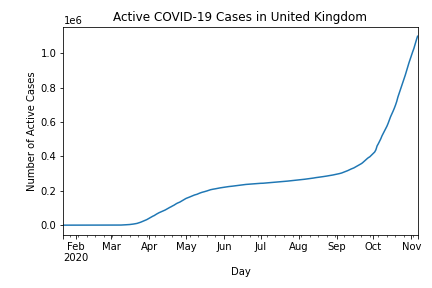 Active COVID-19 Cases in United Kingdom
1e6
1.0
0.8
0.6
0.4
0.2
0.0
Number of Active Cases
Feb Mar Apr May Jun Jul Aug Sep Oct Nov
2020
Day